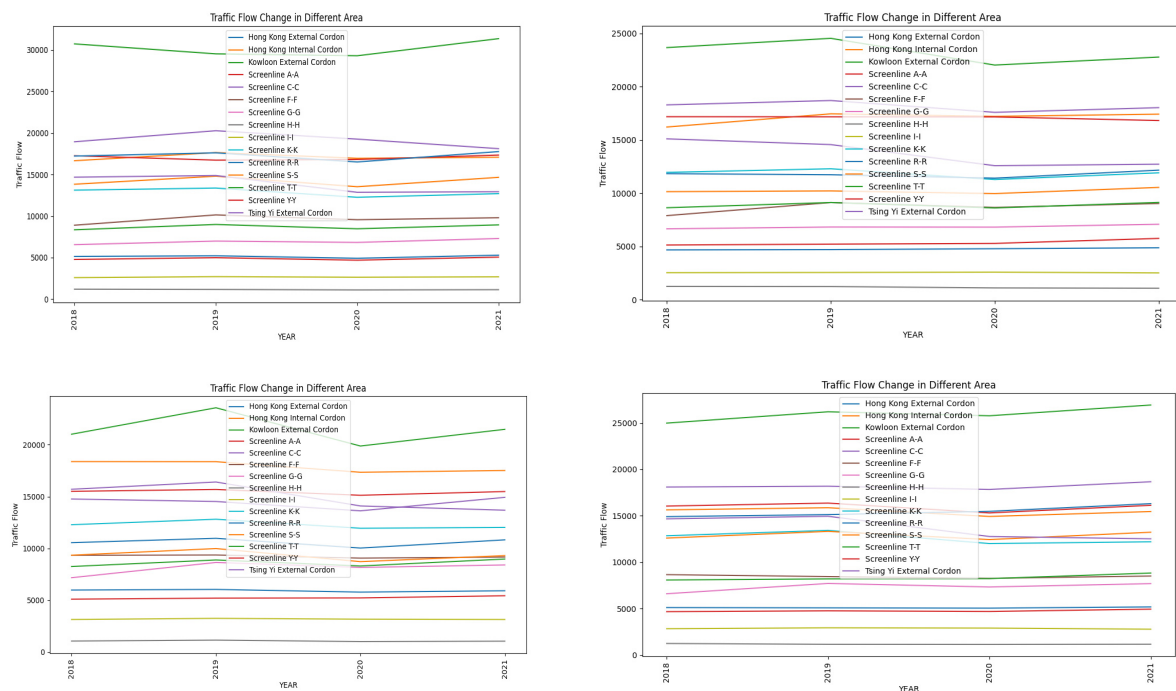 Traffic Flow Change in Different Area
30000
25000
20000
15000
10000
5000
0
Traffic Flow
Hong Kong External Cordon
Hong Kong Internal Cordon
Kowloon External Cordon
Screenline A-A
Screenline C-C
Screenline F-F
Screenline G-G
Screenline H-H
Screenline I-I
Screenline K-K
Screenline R-R
Screenline S-S
Screenline T-T
Screenline Y-Y
Tsing Yi External Cordon
2018
2019
2020
2021
YEAR
Traffic Flow Change in Different Area
25000
20000
15000
10000
5000
0
Traffic Flow
Hong Kong External Cordon
Hong Kong Internal Cordon
Kowloon External Cordon
Screenline A-A
Screenline C-C
Screenline F-F
Screenline G-G
Screenline H-H
Screenline I-I
Screenline K-K
Screenline R-R
Screenline S-S
Screenline T-T
Screenline Y-Y
Tsing Yi External Cordon
2018
2019
2020
2021
YEAR
Traffic Flow Change in Different Area
20000
15000
10000
5000
0
Traffic Flow
Hong Kong External Cordon
Hong Kong Internal Cordon
Kowloon External Cordon
Screenline A-A
Screenline C-C
Screenline F-F
Screenline G-G
Screenline H-H
Screenline I-I
Screenline K-K
Screenline R-R
Screenline S-S
Screenline T-T
Screenline Y-Y
Tsing Yi External Cordon
2018
2019
2020
2021
YEAR
Traffic Flow Change in Different Area
25000
20000
15000
10000
5000
0
Traffic Flow
Hong Kong External Cordon
Hong Kong Internal Cordon
Kowloon External Cordon
Screenline A-A
Screenline C-C
Screenline F-F
Screenline G-G
Screenline H-H
Screenline I-I
Screenline K-K
Screenline R-R
Screenline S-S
Screenline T-T
Screenline Y-Y
Tsing Yi External Cordon
2018
2019
2020
2021
YEAR